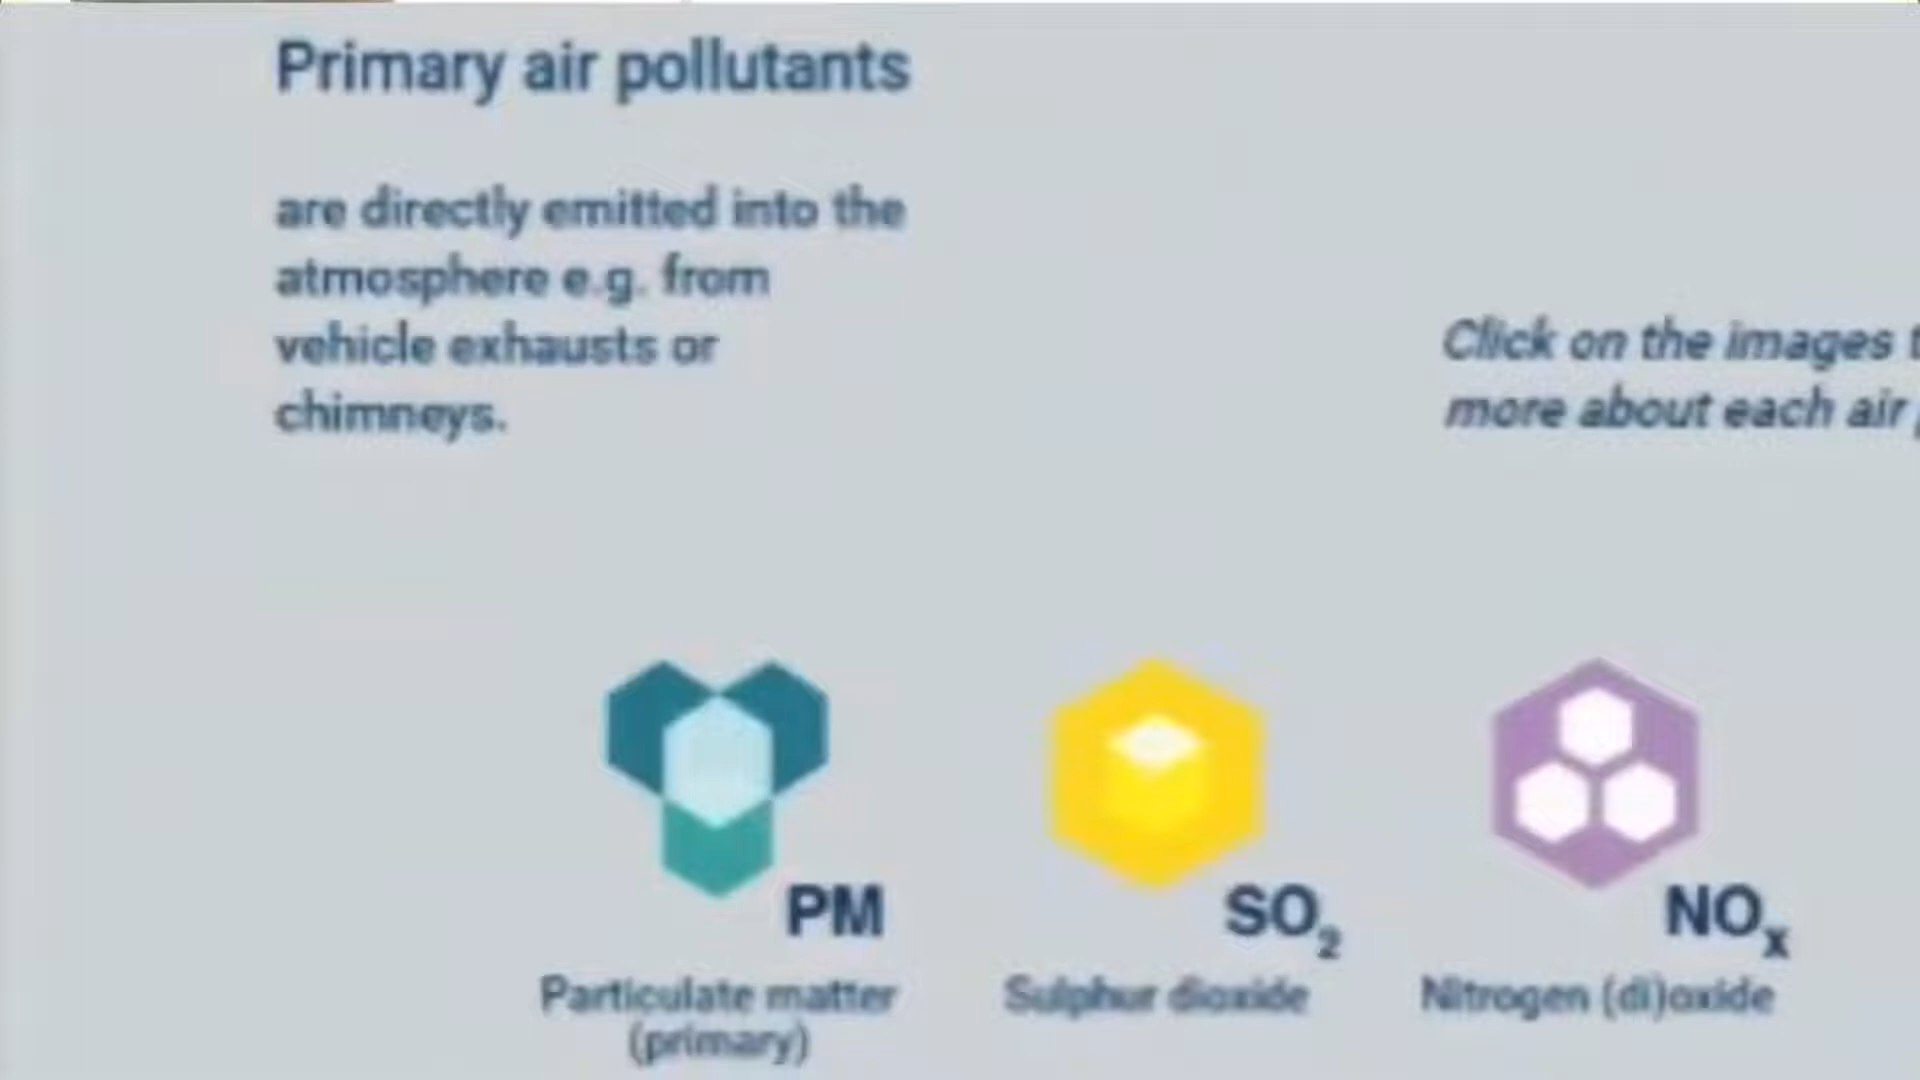 Primary air pollutants
are directly emitted into the
atmosphere e.g. from
vehicle exhausts or
chimneys.
Click on the images
more about each air
PM
Particulate matter
(primary)
SO₂
Sulphur dioxide
NOₓ
Nitrogen (di)oxide